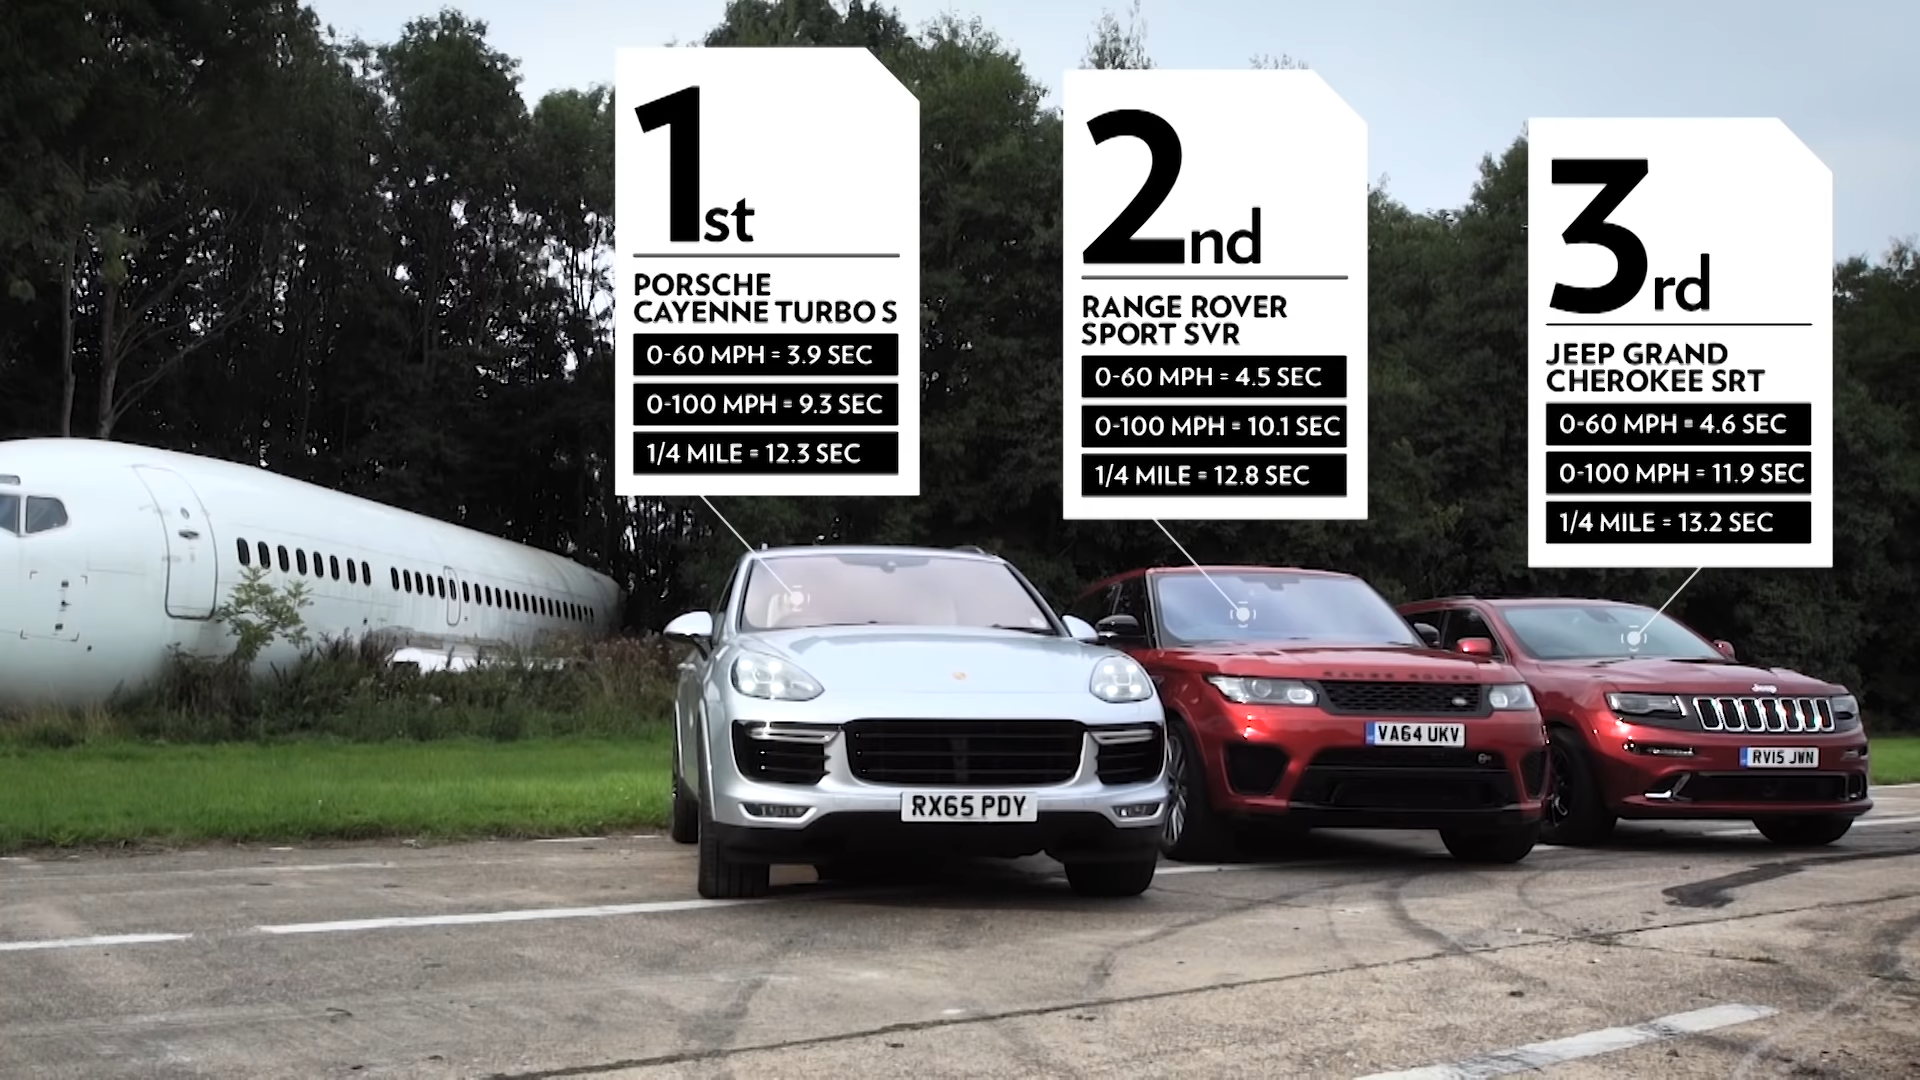 1st
PORSCHE
CAYENNE TURBO S
0-60 MPH = 3.9 SEC
0-100 MPH = 9.3 SEC
1/4 MILE = 12.3 SEC
2nd
RANGE ROVER
SPORT SVR
0-60 MPH = 4.5 SEC
0-100 MPH = 10.1 SEC
1/4 MILE = 12.8 SEC
3rd
JEEP GRAND
CHEROKEE SRT
0-60 MPH = 4.6 SEC
0-100 MPH = 11.9 SEC
1/4 MILE = 13.2 SEC
RX65 PDY
RANGE ROVER
VA64 UKV
Jeep
RV15 JWN